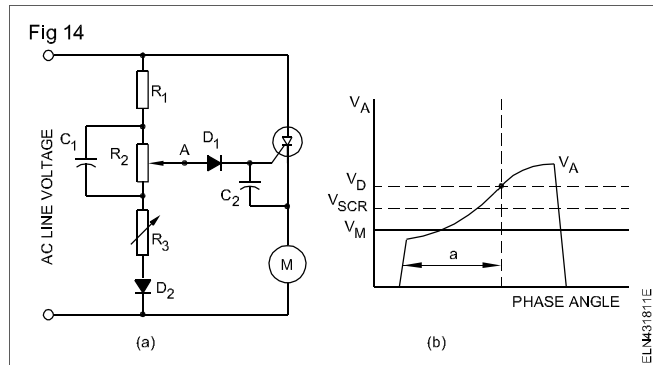 Fig 14
AC LINE VOLTAGE
R1
C1
R2
A
D1
C2
R3
D2
M
(a)
VA
VD
VSCR
VM
VA
a
PHASE ANGLE
(b)
ELN431811E